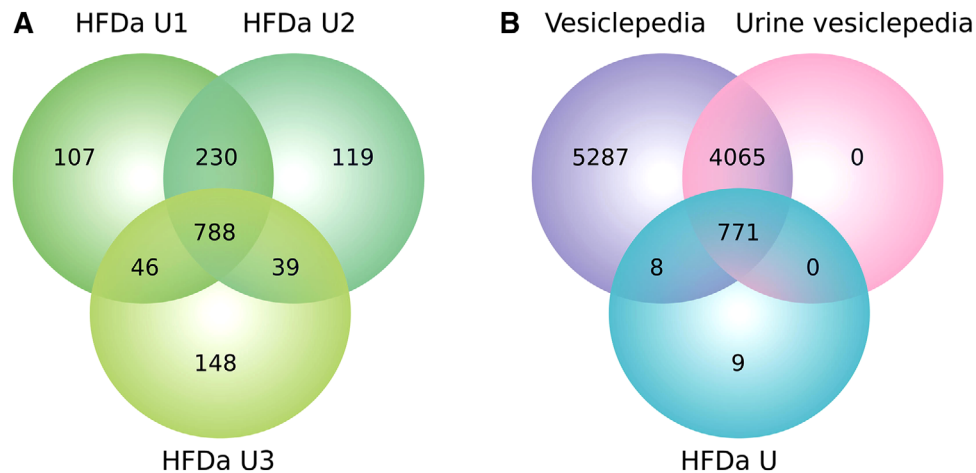 A HFDa U1 HFDa U2
107 230 119
788
46 39
148
HFDa U3
B Vesiclepedia Urine vesiclepedia
5287 4065 0
771
8 0
9
HFDa U